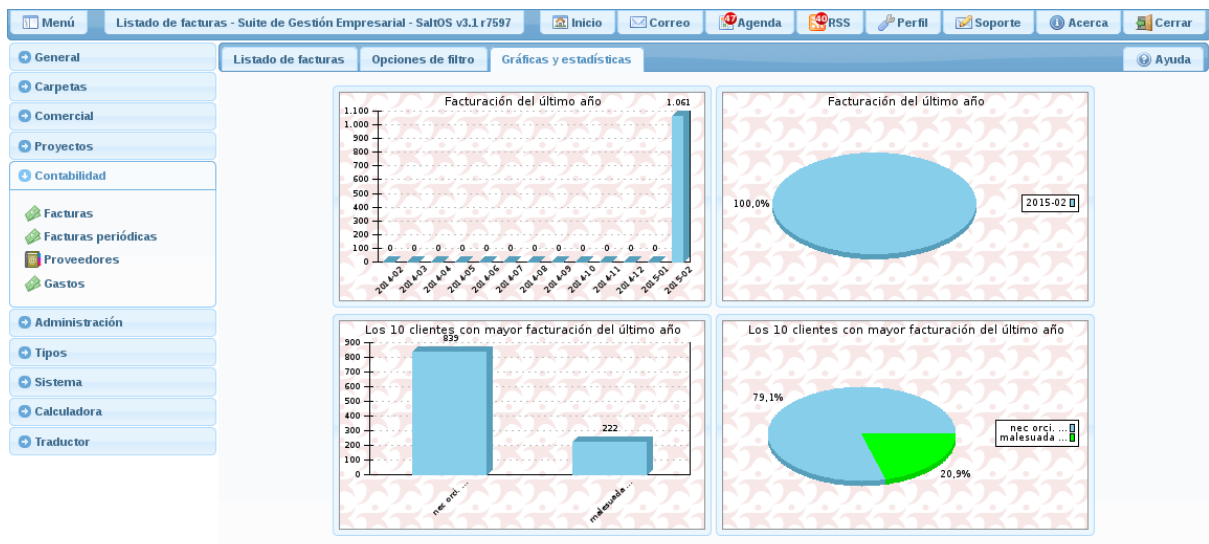 Menú
Listado de facturas - Suite de Gestión Empresarial - SaltOS v3.1 r7597
Inicio
Correo
47
Agenda
40
RSS
Perfil
Soporte
Acerca
Cerrar
General
Carpetas
Comercial
Proyectos
Contabilidad
Facturas
Facturas periódicas
Proveedores
Gastos
Administración
Tipos
Sistema
Calculadora
Traductor
Listado de facturas
Opciones de filtro
Gráficas y estadísticas
Ayuda
Facturación del último año
1.061
1.100
1.000
900
800
700
600
500
400
300
200
100
0
0 0 0 0 0 0 0 0 0 0 0 0
2014-02 2014-03 2014-04 2014-05 2014-06 2014-07 2014-08 2014-09 2014-10 2014-11 2014-12 2015-01 2015-02
Facturación del último año
100,0%
2015-02
Los 10 clientes con mayor facturación del último año
839
900
800
700
600
500
400
300
200
100
0
222
nec orci. ...
malesuada ...
Los 10 clientes con mayor facturación del último año
79,1%
nec orci. ...
malesuada ...
20,9%